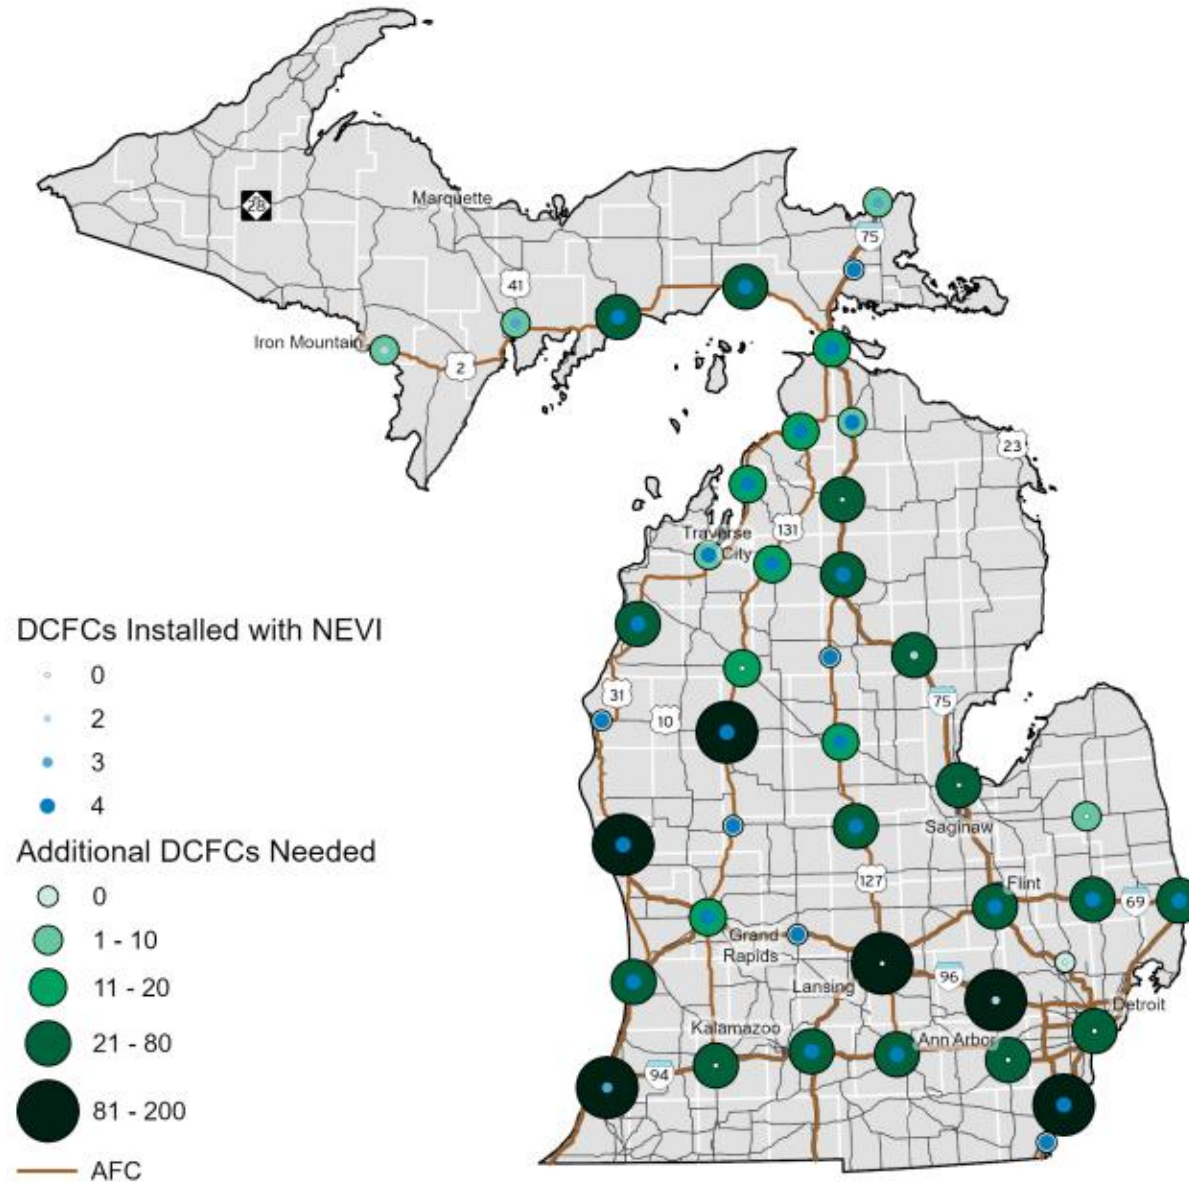 28
Marquette
75
41
Iron Mountain
2
23
131
Traverse
City
DCFCs Installed with NEVI
0
2
3
4
31
10
75
Saginaw
Additional DCFCs Needed
0
1 - 10
11 - 20
21 - 80
81 - 200
AFC
127
Flint
69
Grand
Rapids
Lansing
96
Detroit
Kalamazoo
Ann Arbor
94